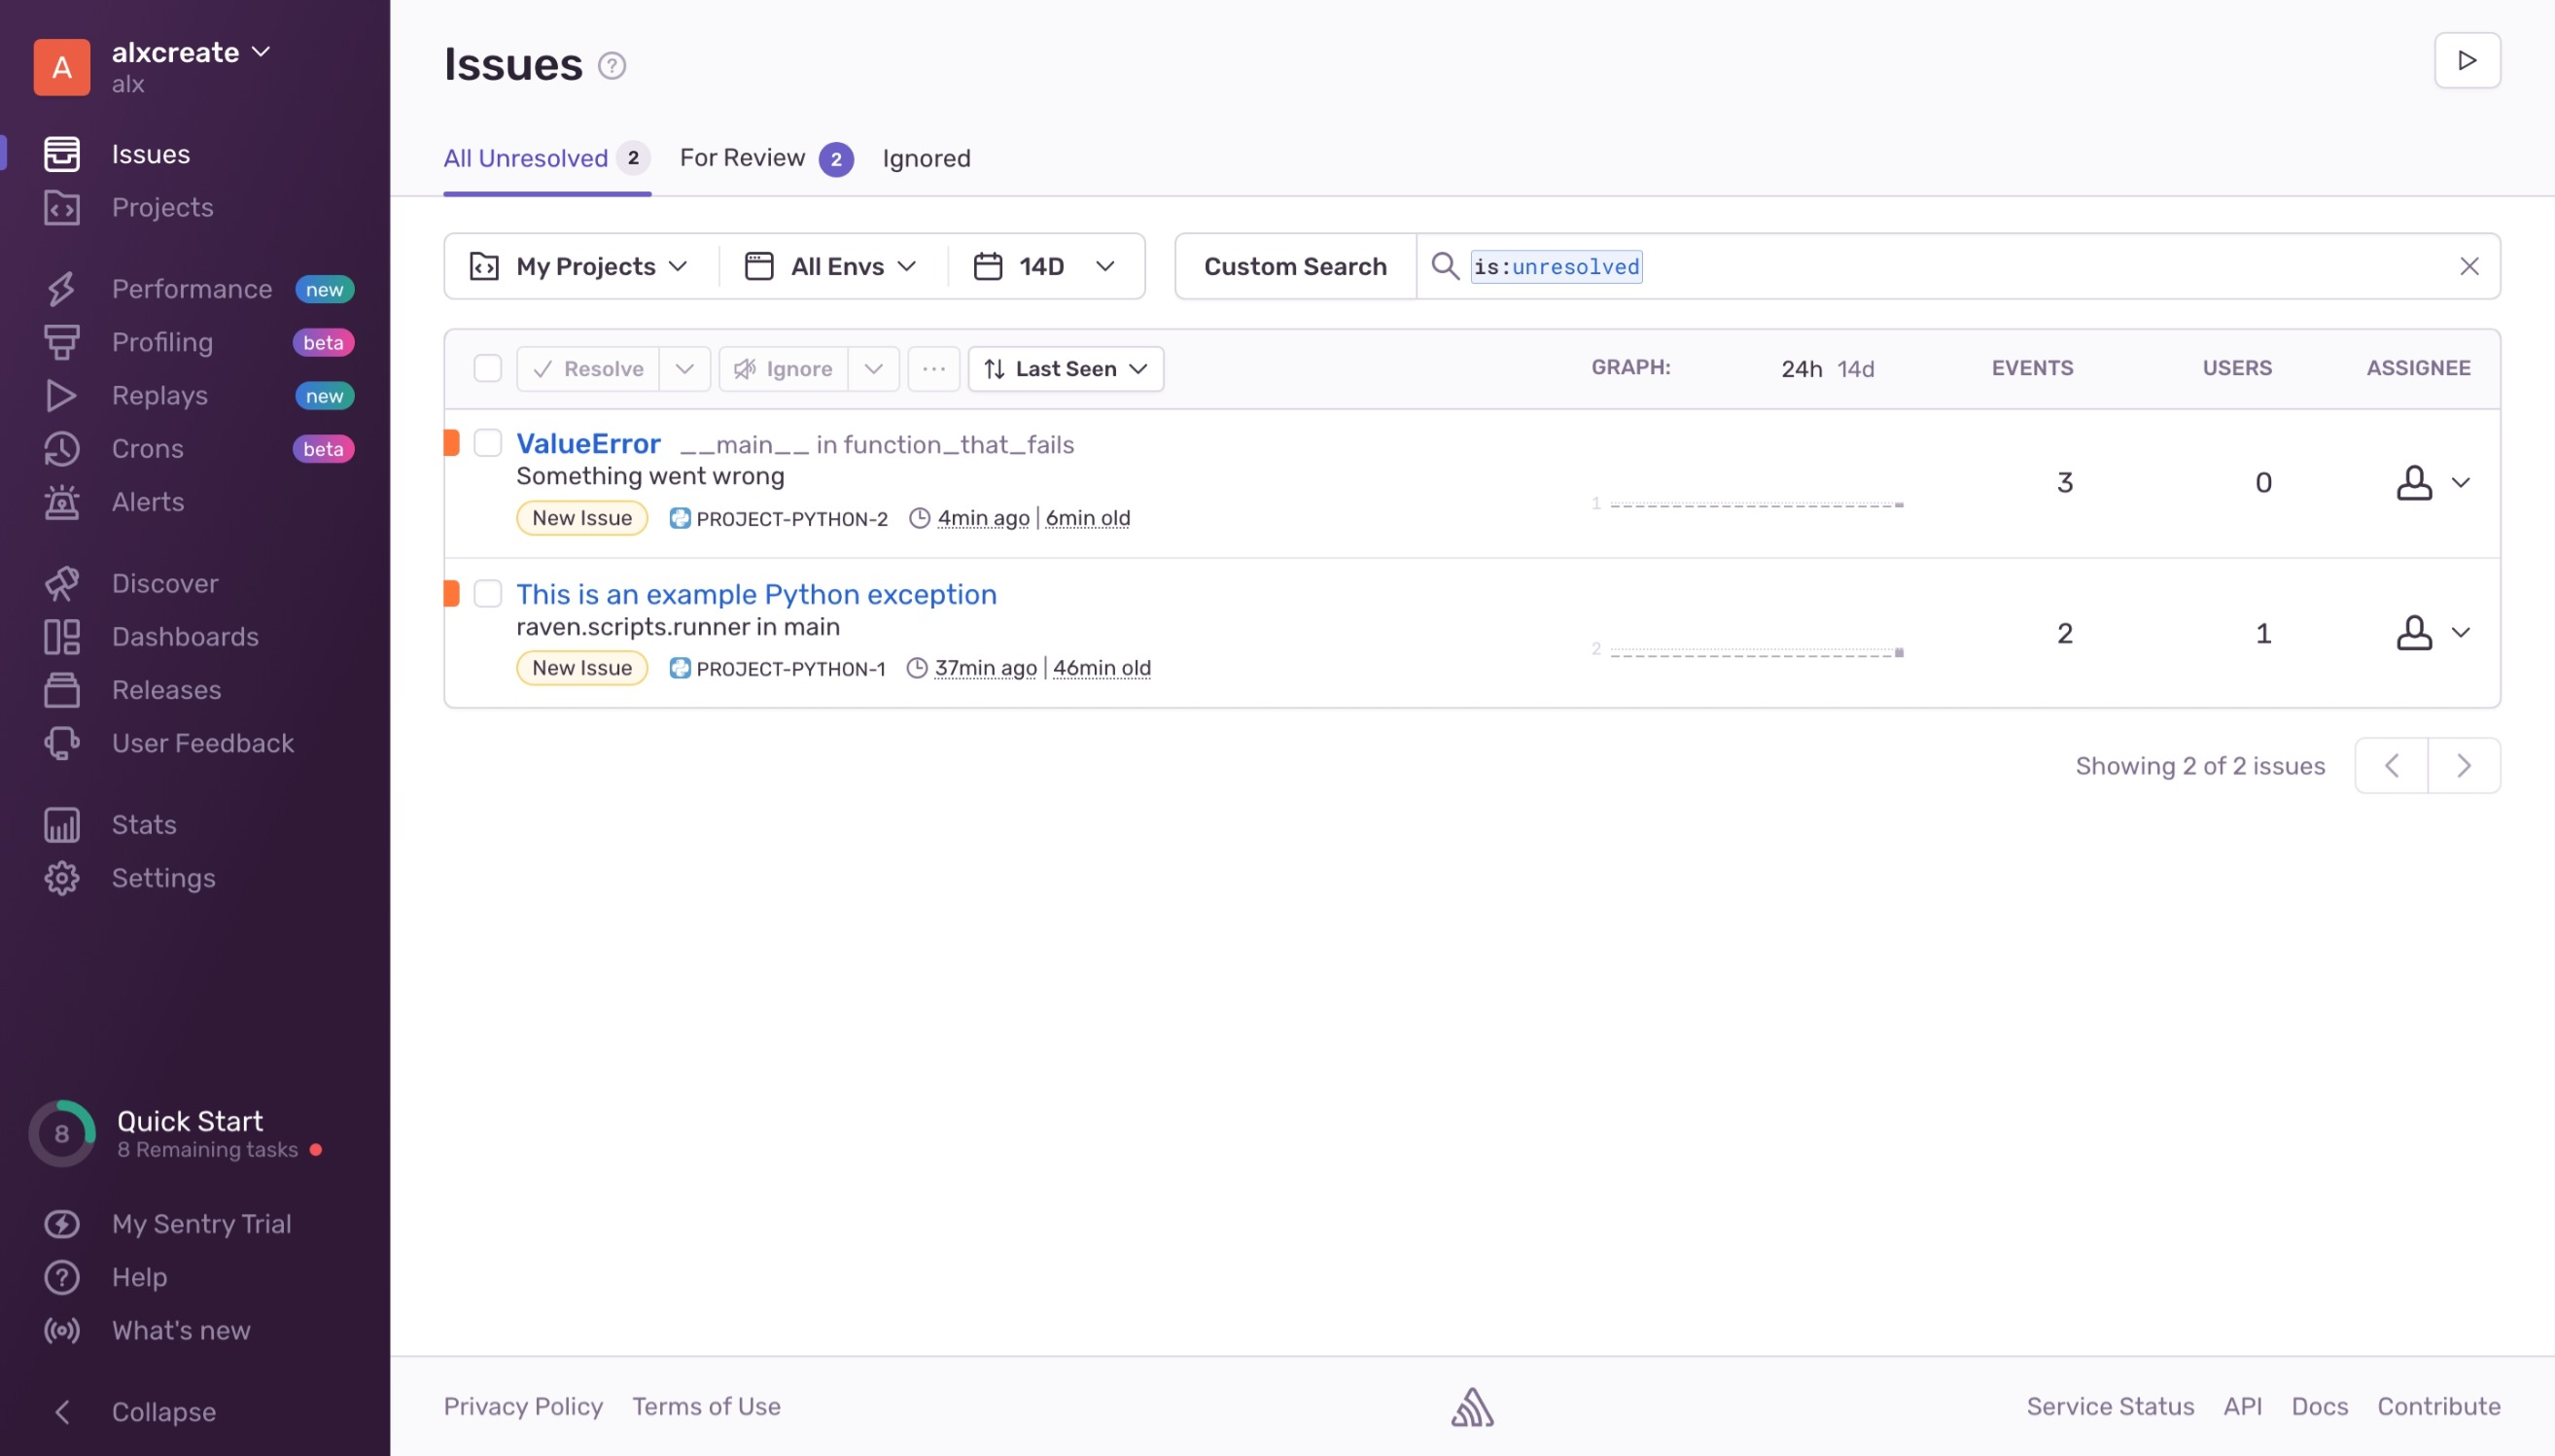 A
alxcreate
alx
Issues
Projects
Performance new
Profiling beta
Replays new
Crons beta
Alerts
Discover
Dashboards
Releases
User Feedback
Stats
Settings
8
Quick Start
8 Remaining tasks
My Sentry Trial
Help
What's new
Collapse
Issues ?
All Unresolved 2 For Review 2 Ignored
My Projects All Envs 14D Custom Search is:unresolved
Resolve Ignore ... Last Seen GRAPH: 24h 14d EVENTS USERS ASSIGNEE
ValueError __main__ in function_that_fails
Something went wrong
New Issue PROJECT-PYTHON-2 4min ago | 6min old
1 3 0
This is an example Python exception
raven.scripts.runner in main
New Issue PROJECT-PYTHON-1 37min ago | 46min old
2 2 1
Showing 2 of 2 issues
Privacy Policy Terms of Use Service Status API Docs Contribute